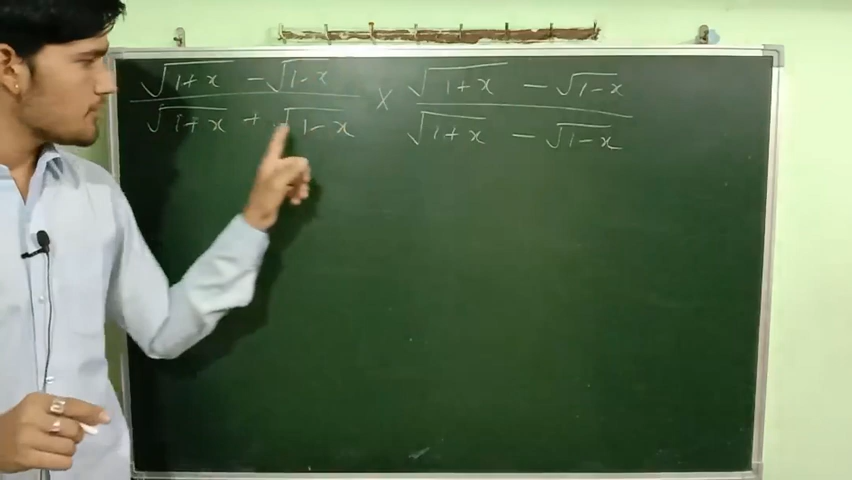 √1+x - √1-x × √1+x - √1-x
√1+x + √1-x √1+x - √1-x